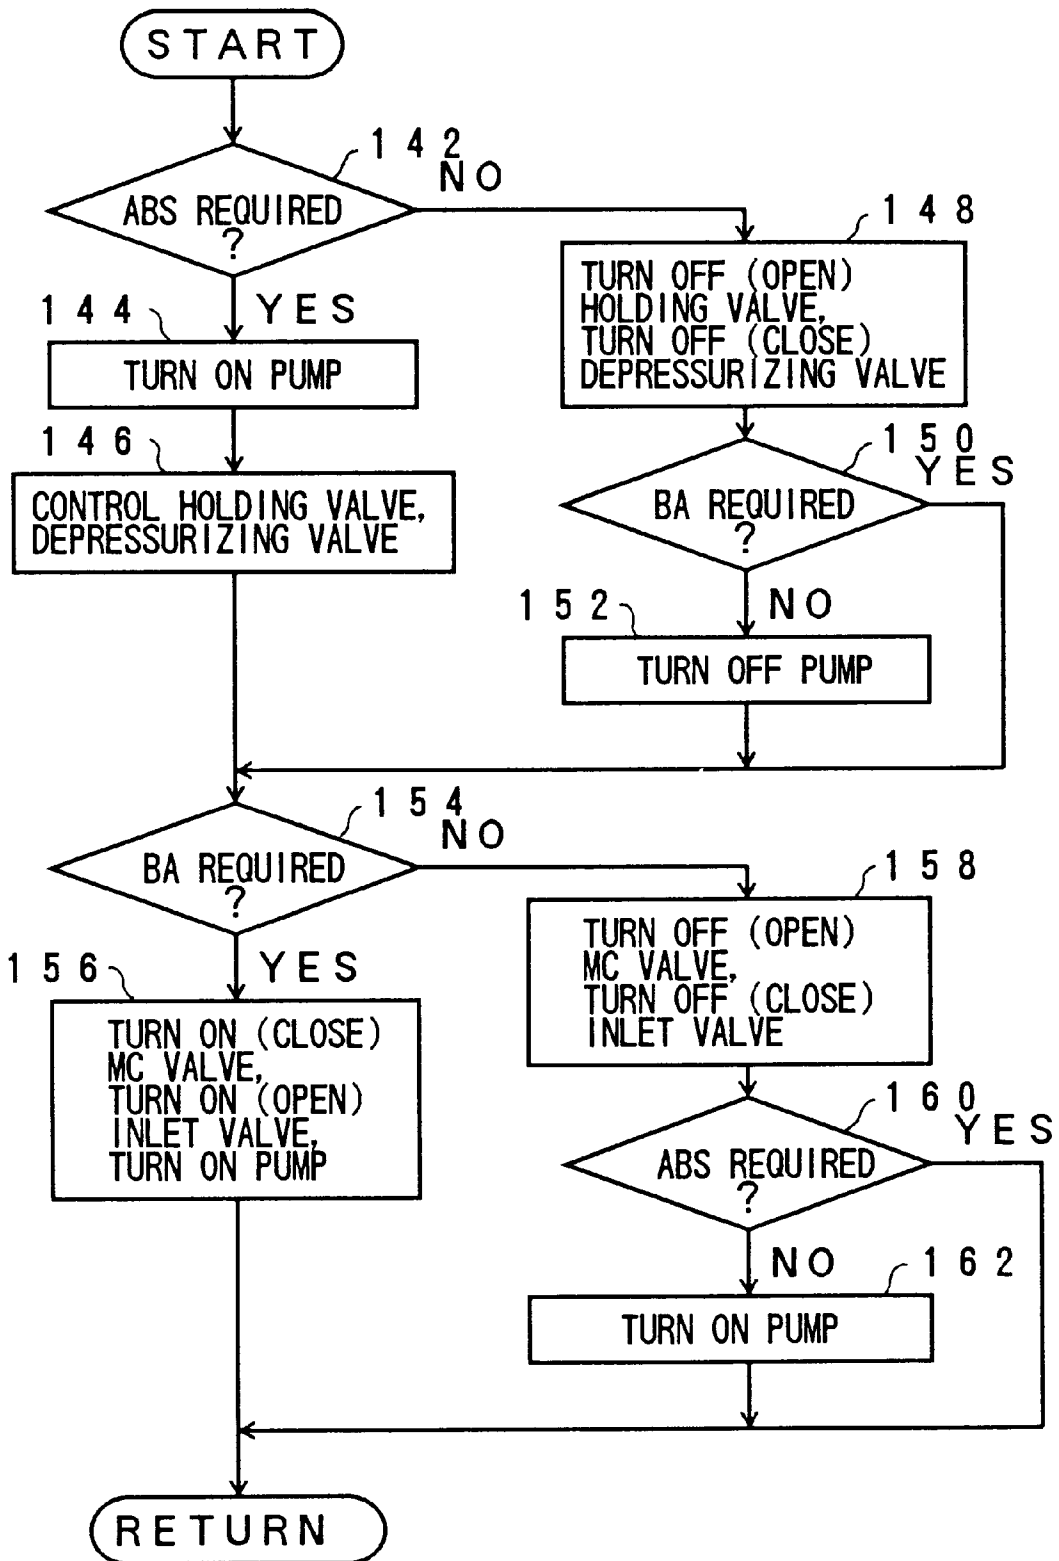 START
142
NO
ABS REQUIRED
?
148
TURN OFF (OPEN)
HOLDING VALVE,
TURN OFF (CLOSE)
DEPRESSURIZING VALVE
144
YES
TURN ON PUMP
146
CONTROL HOLDING VALVE,
DEPRESSURIZING VALVE
150
YES
BA REQUIRED
?
152
NO
TURN OFF PUMP
154
NO
BA REQUIRED
?
158
TURN OFF (OPEN)
MC VALVE,
TURN OFF (CLOSE)
INLET VALVE
156
YES
TURN ON (CLOSE)
MC VALVE,
TURN ON (OPEN)
INLET VALVE,
TURN ON PUMP
160
YES
ABS REQUIRED
?
NO
162
TURN ON PUMP
RETURN